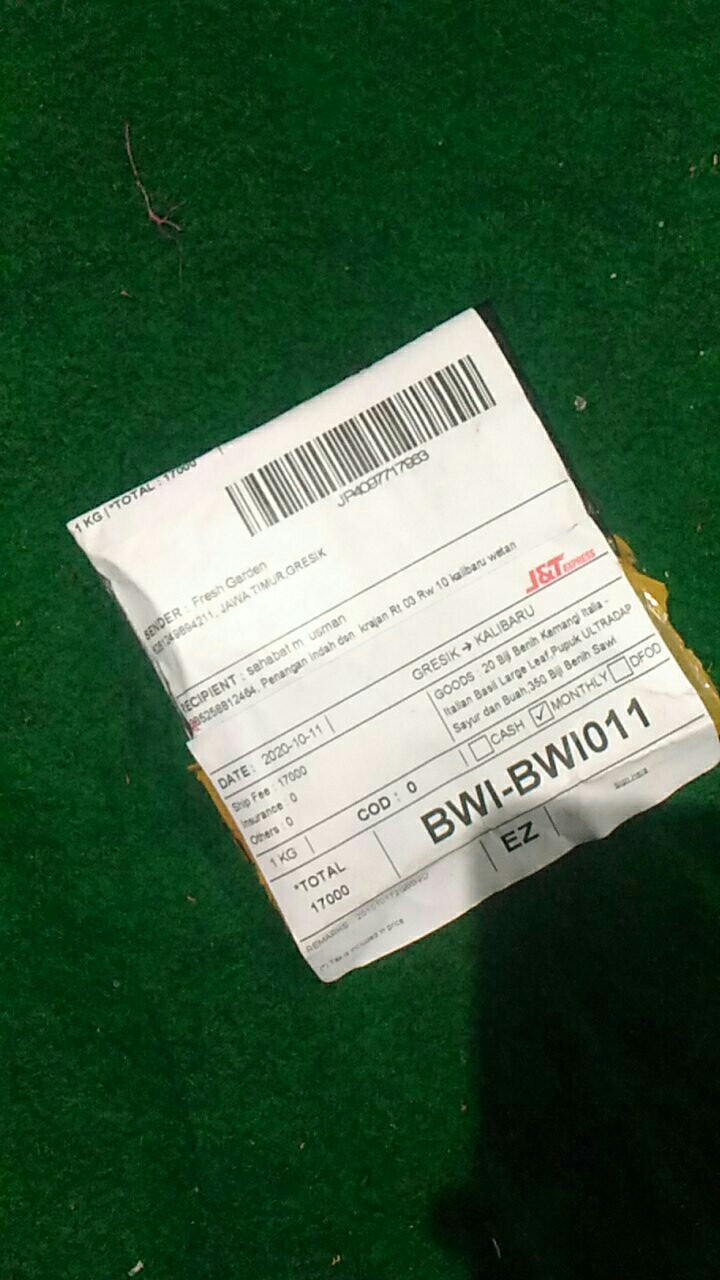 1 KG | *TOTAL : 17000
JP4097717983
SENDER : Fresh Garden
6281249894211, JAWA TIMUR,GRESIK
RECIPIENT : sahabat m usman
Penangan Indah dsn krajan Rt 03 Rw 10 kalibaru wetan
J&T EXPRESS
GRESIK → KALIBARU
DATE : 2020-10-11
GOODS : 20 Biji Benih Kemangi Italia -
Italian Basil Large Leaf,Pupuk ULTRADAP
Sayur dan Buah,350 Biji Benih Sawi
Ship Fee : 17000
Insurance : 0
Others : 0
CASH MONTHLY DFOD
1 KG
COD : 0
BWI-BWI011
*TOTAL
17000
EZ
REMARKS
(*) Tax is included in price